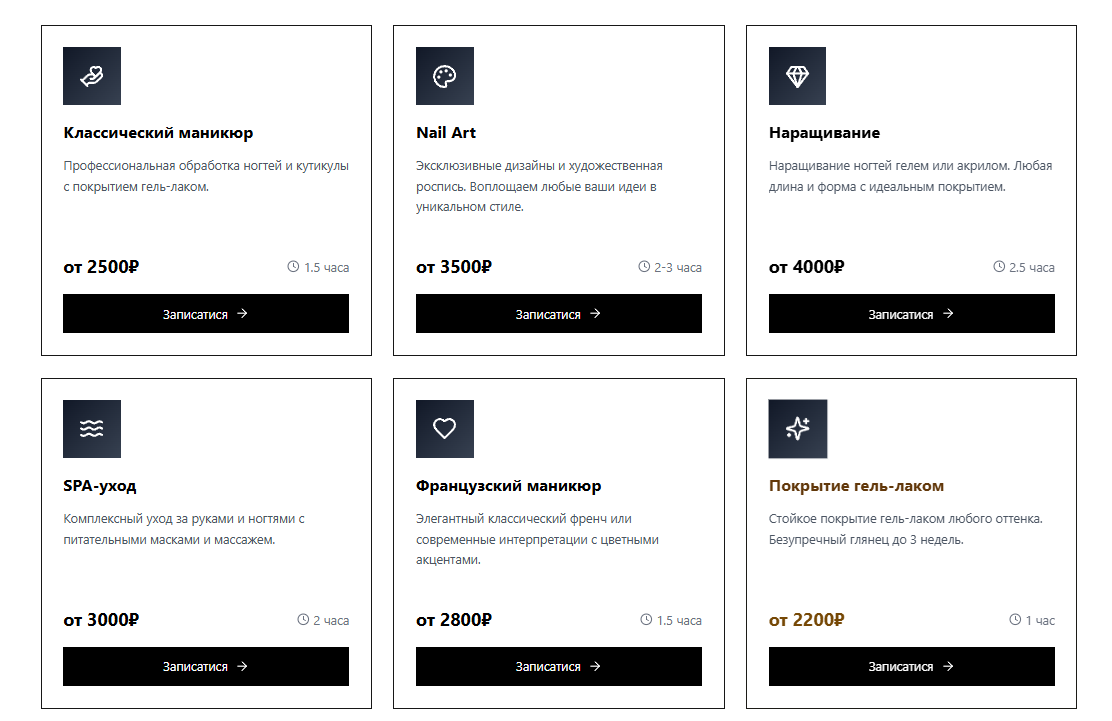 Классический маникюр
Профессиональная обработка ногтей и кутикулы
с покрытием гель-лаком.
от 2500₽
1.5 часа
Записатися →
Nail Art
Эксклюзивные дизайны и художественная
роспись. Воплощаем любые ваши идеи в
уникальном стиле.
от 3500₽
2-3 часа
Записатися →
Наращивание
Наращивание ногтей гелем или акрилом. Любая
длина и форма с идеальным покрытием.
от 4000₽
2.5 часа
Записатися →
SPA-уход
Комплексный уход за руками и ногтями с
питательными масками и массажем.
от 3000₽
2 часа
Записатися →
Французский маникюр
Элегантный классический френч или
современные интерпретации с цветными
акцентами.
от 2800₽
1.5 часа
Записатися →
Покрытие гель-лаком
Стойкое покрытие гель-лаком любого оттенка.
Безупречный глянец до 3 недель.
от 2200₽
1 час
Записатися →